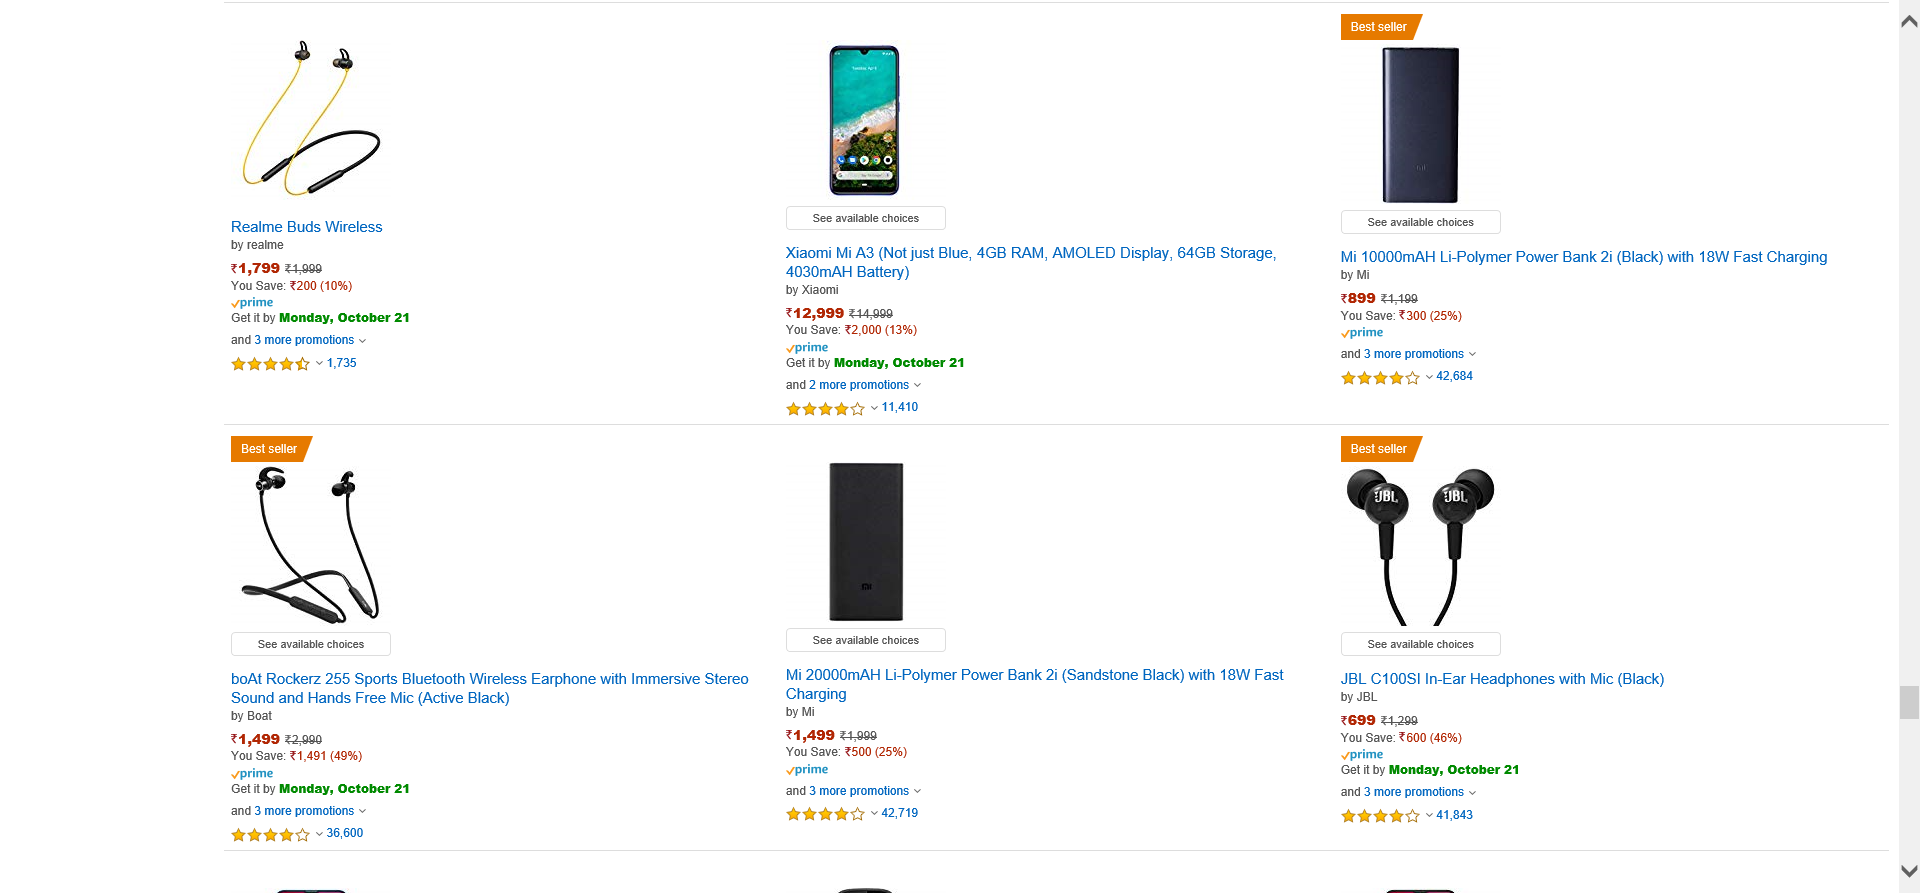 Realme Buds Wireless
by realme
₹1,799 ₹1,999
You Save: ₹200 (10%)
prime
Get it by Monday, October 21
and 3 more promotions
1,735
See available choices
Xiaomi Mi A3 (Not just Blue, 4GB RAM, AMOLED Display, 64GB Storage,
4030mAH Battery)
by Xiaomi
₹12,999 ₹14,999
You Save: ₹2,000 (13%)
prime
Get it by Monday, October 21
and 2 more promotions
11,410
Best seller
See available choices
Mi 10000mAH Li-Polymer Power Bank 2i (Black) with 18W Fast Charging
by Mi
₹899 ₹1,199
You Save: ₹300 (25%)
prime
and 3 more promotions
42,684
Best seller
See available choices
boAt Rockerz 255 Sports Bluetooth Wireless Earphone with Immersive Stereo
Sound and Hands Free Mic (Active Black)
by Boat
₹1,499 ₹2,990
You Save: ₹1,491 (49%)
prime
Get it by Monday, October 21
and 3 more promotions
36,600
See available choices
Mi 20000mAH Li-Polymer Power Bank 2i (Sandstone Black) with 18W Fast
Charging
by Mi
₹1,499 ₹1,999
You Save: ₹500 (25%)
prime
and 3 more promotions
42,719
Best seller
JBL JBL
See available choices
JBL C100SI In-Ear Headphones with Mic (Black)
by JBL
₹699 ₹1,299
You Save: ₹600 (46%)
prime
Get it by Monday, October 21
and 3 more promotions
41,843